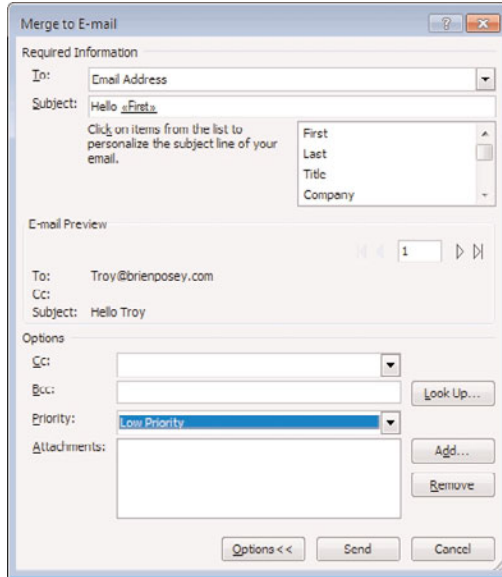 Merge to E-mail
Required Information
To: Email Address
Subject: Hello «First»
Click on items from the list to
personalize the subject line of your
email.
First
Last
Title
Company
E-mail Preview
1
To: Troy@brienposey.com
Cc:
Subject: Hello Troy
Options
Cc:
Bcc:
Look Up...
Priority: Low Priority
Attachments:
Add...
Remove
Options <<
Send
Cancel